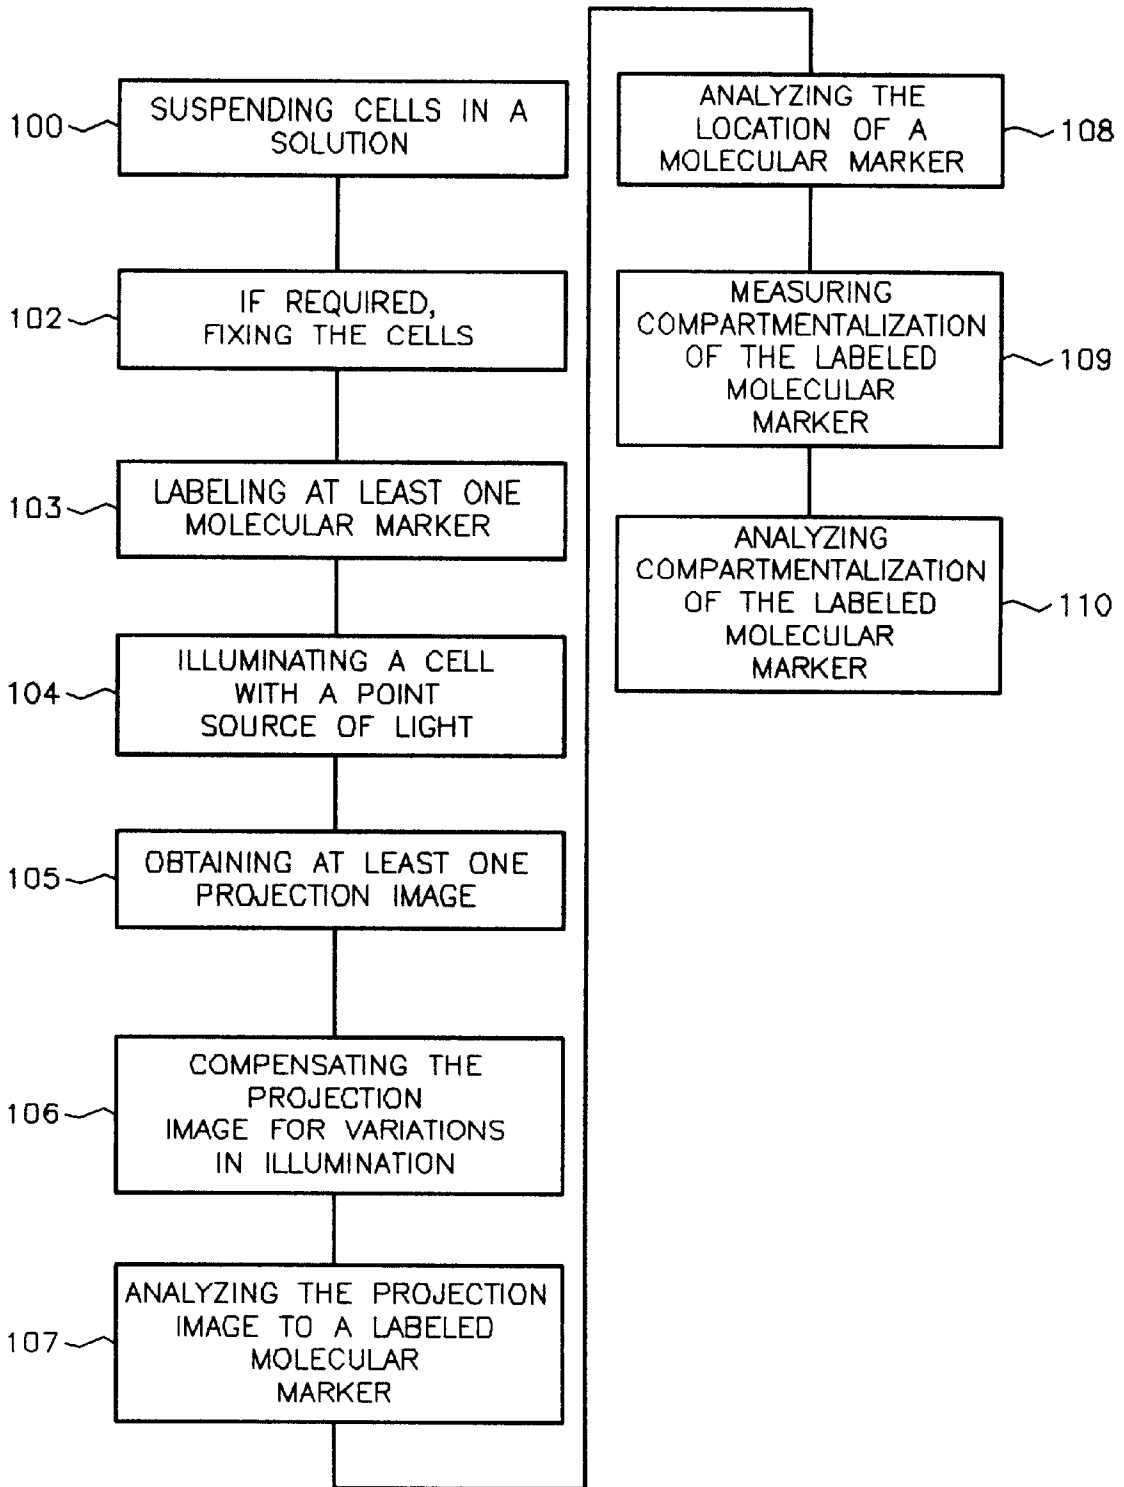 100
SUSPENDING CELLS IN A
SOLUTION
102
IF REQUIRED,
FIXING THE CELLS
103
LABELING AT LEAST ONE
MOLECULAR MARKER
104
ILLUMINATING A CELL
WITH A POINT
SOURCE OF LIGHT
105
OBTAINING AT LEAST ONE
PROJECTION IMAGE
106
COMPENSATING THE
PROJECTION
IMAGE FOR VARIATIONS
IN ILLUMINATION
107
ANALYZING THE PROJECTION
IMAGE TO A LABELED
MOLECULAR
MARKER
ANALYZING THE
LOCATION OF A
MOLECULAR MARKER
108
MEASURING
COMPARTMENTALIZATION
OF THE LABELED
MOLECULAR
MARKER
109
ANALYZING
COMPARTMENTALIZATION
OF THE LABELED
MOLECULAR
MARKER
110